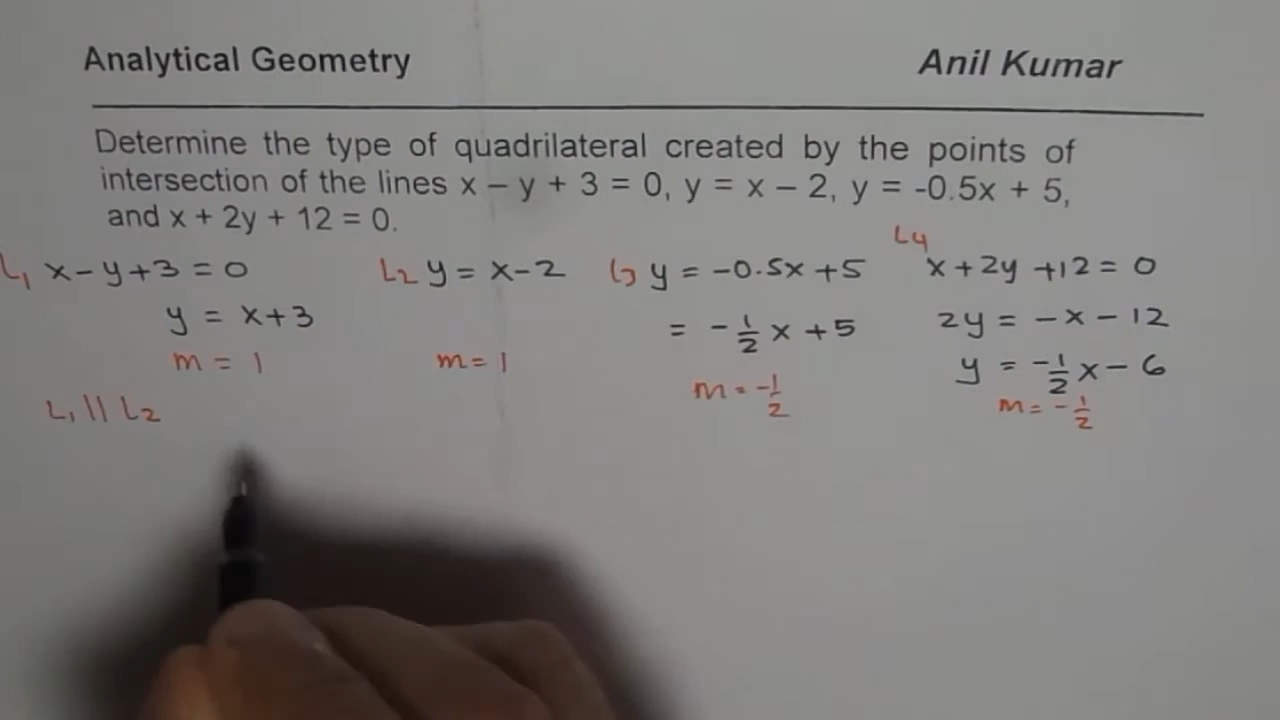 Analytical Geometry Anil Kumar
Determine the type of quadrilateral created by the points of
intersection of the lines x – y + 3 = 0, y = x – 2, y = -0.5x + 5,
and x + 2y + 12 = 0.
L4
L1 x-y+3=0 L2 y=x-2 L3 y=-0.5x+5 x+2y+12=0
y = x+3 = -1/2 x+5 2y = -x-12
m = 1 m=1 m=-1/2 y = -1/2 x-6
L1 || L2 m=-1/2